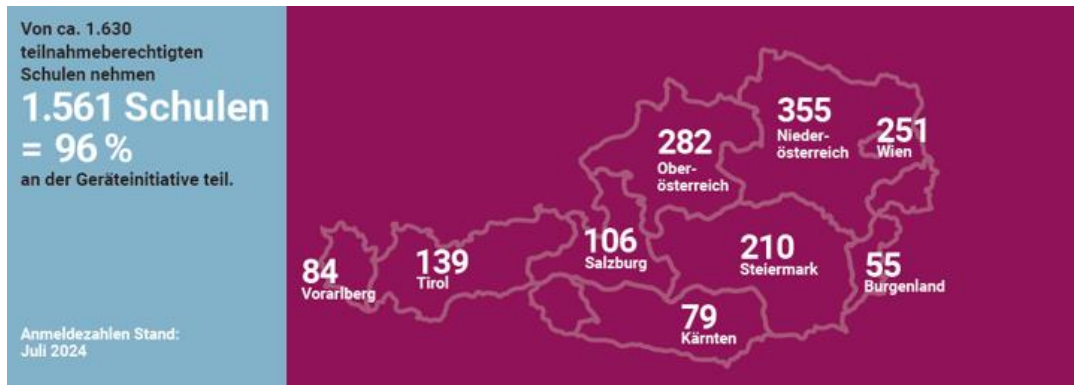 Von ca. 1.630
teilnahmeberechtigten
Schulen nehmen
1.561 Schulen
= 96 %
an der Geräteinitiative teil.
Anmeldezahlen Stand:
Juli 2024
355
Nieder-
österreich
251
Wien
282
Ober-
österreich
106
Salzburg
210
Steiermark
55
Burgenland
139
Tirol
84
Vorarlberg
79
Kärnten